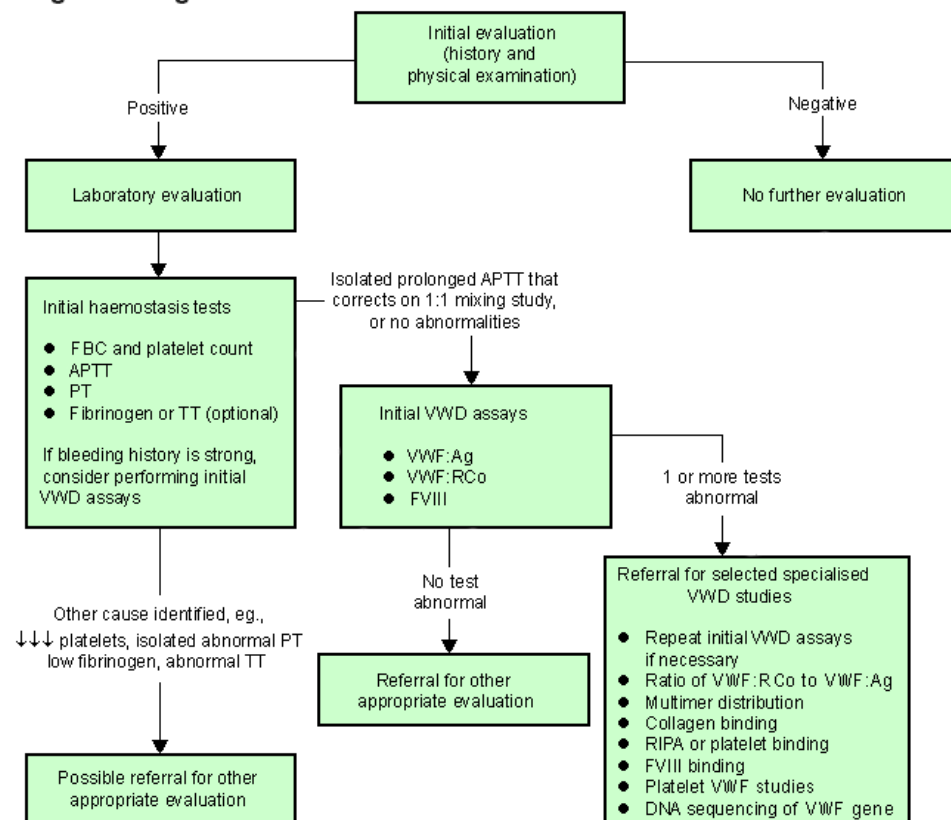 Initial evaluation
(history and
physical examination)
Positive
Negative
Laboratory evaluation
No further evaluation
Initial haemostasis tests
● FBC and platelet count
● APTT
● PT
● Fibrinogen or TT (optional)
If bleeding history is strong,
consider performing initial
VWD assays
Isolated prolonged APTT that
corrects on 1:1 mixing study,
or no abnormalities
Initial VWD assays
● VWF:Ag
● VWF:RCo
● FVIII
1 or more tests
abnormal
No test
abnormal
Other cause identified, eg.,
↓↓↓ platelets, isolated abnormal PT
low fibrinogen, abnormal TT
Referral for other
appropriate evaluation
Referral for selected specialised
VWD studies
● Repeat initial VWD assays
if necessary
● Ratio of VWF:RCo to VWF:Ag
● Multimer distribution
● Collagen binding
● RIPA or platelet binding
● FVIII binding
● Platelet VWF studies
● DNA sequencing of VWF gene
Possible referral for other
appropriate evaluation